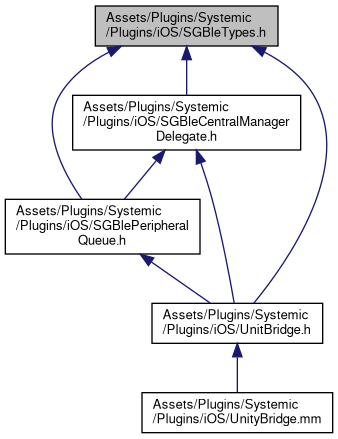 Assets/Plugins/Systemic
/Plugins/iOS/SGBleTypes.h
Assets/Plugins/Systemic
/Plugins/iOS/SGBleCentralManager
Delegate.h
Assets/Plugins/Systemic
/Plugins/iOS/SGBlePeripheral
Queue.h
Assets/Plugins/Systemic
/Plugins/iOS/UnitBridge.h
Assets/Plugins/Systemic
/Plugins/iOS/UnityBridge.mm